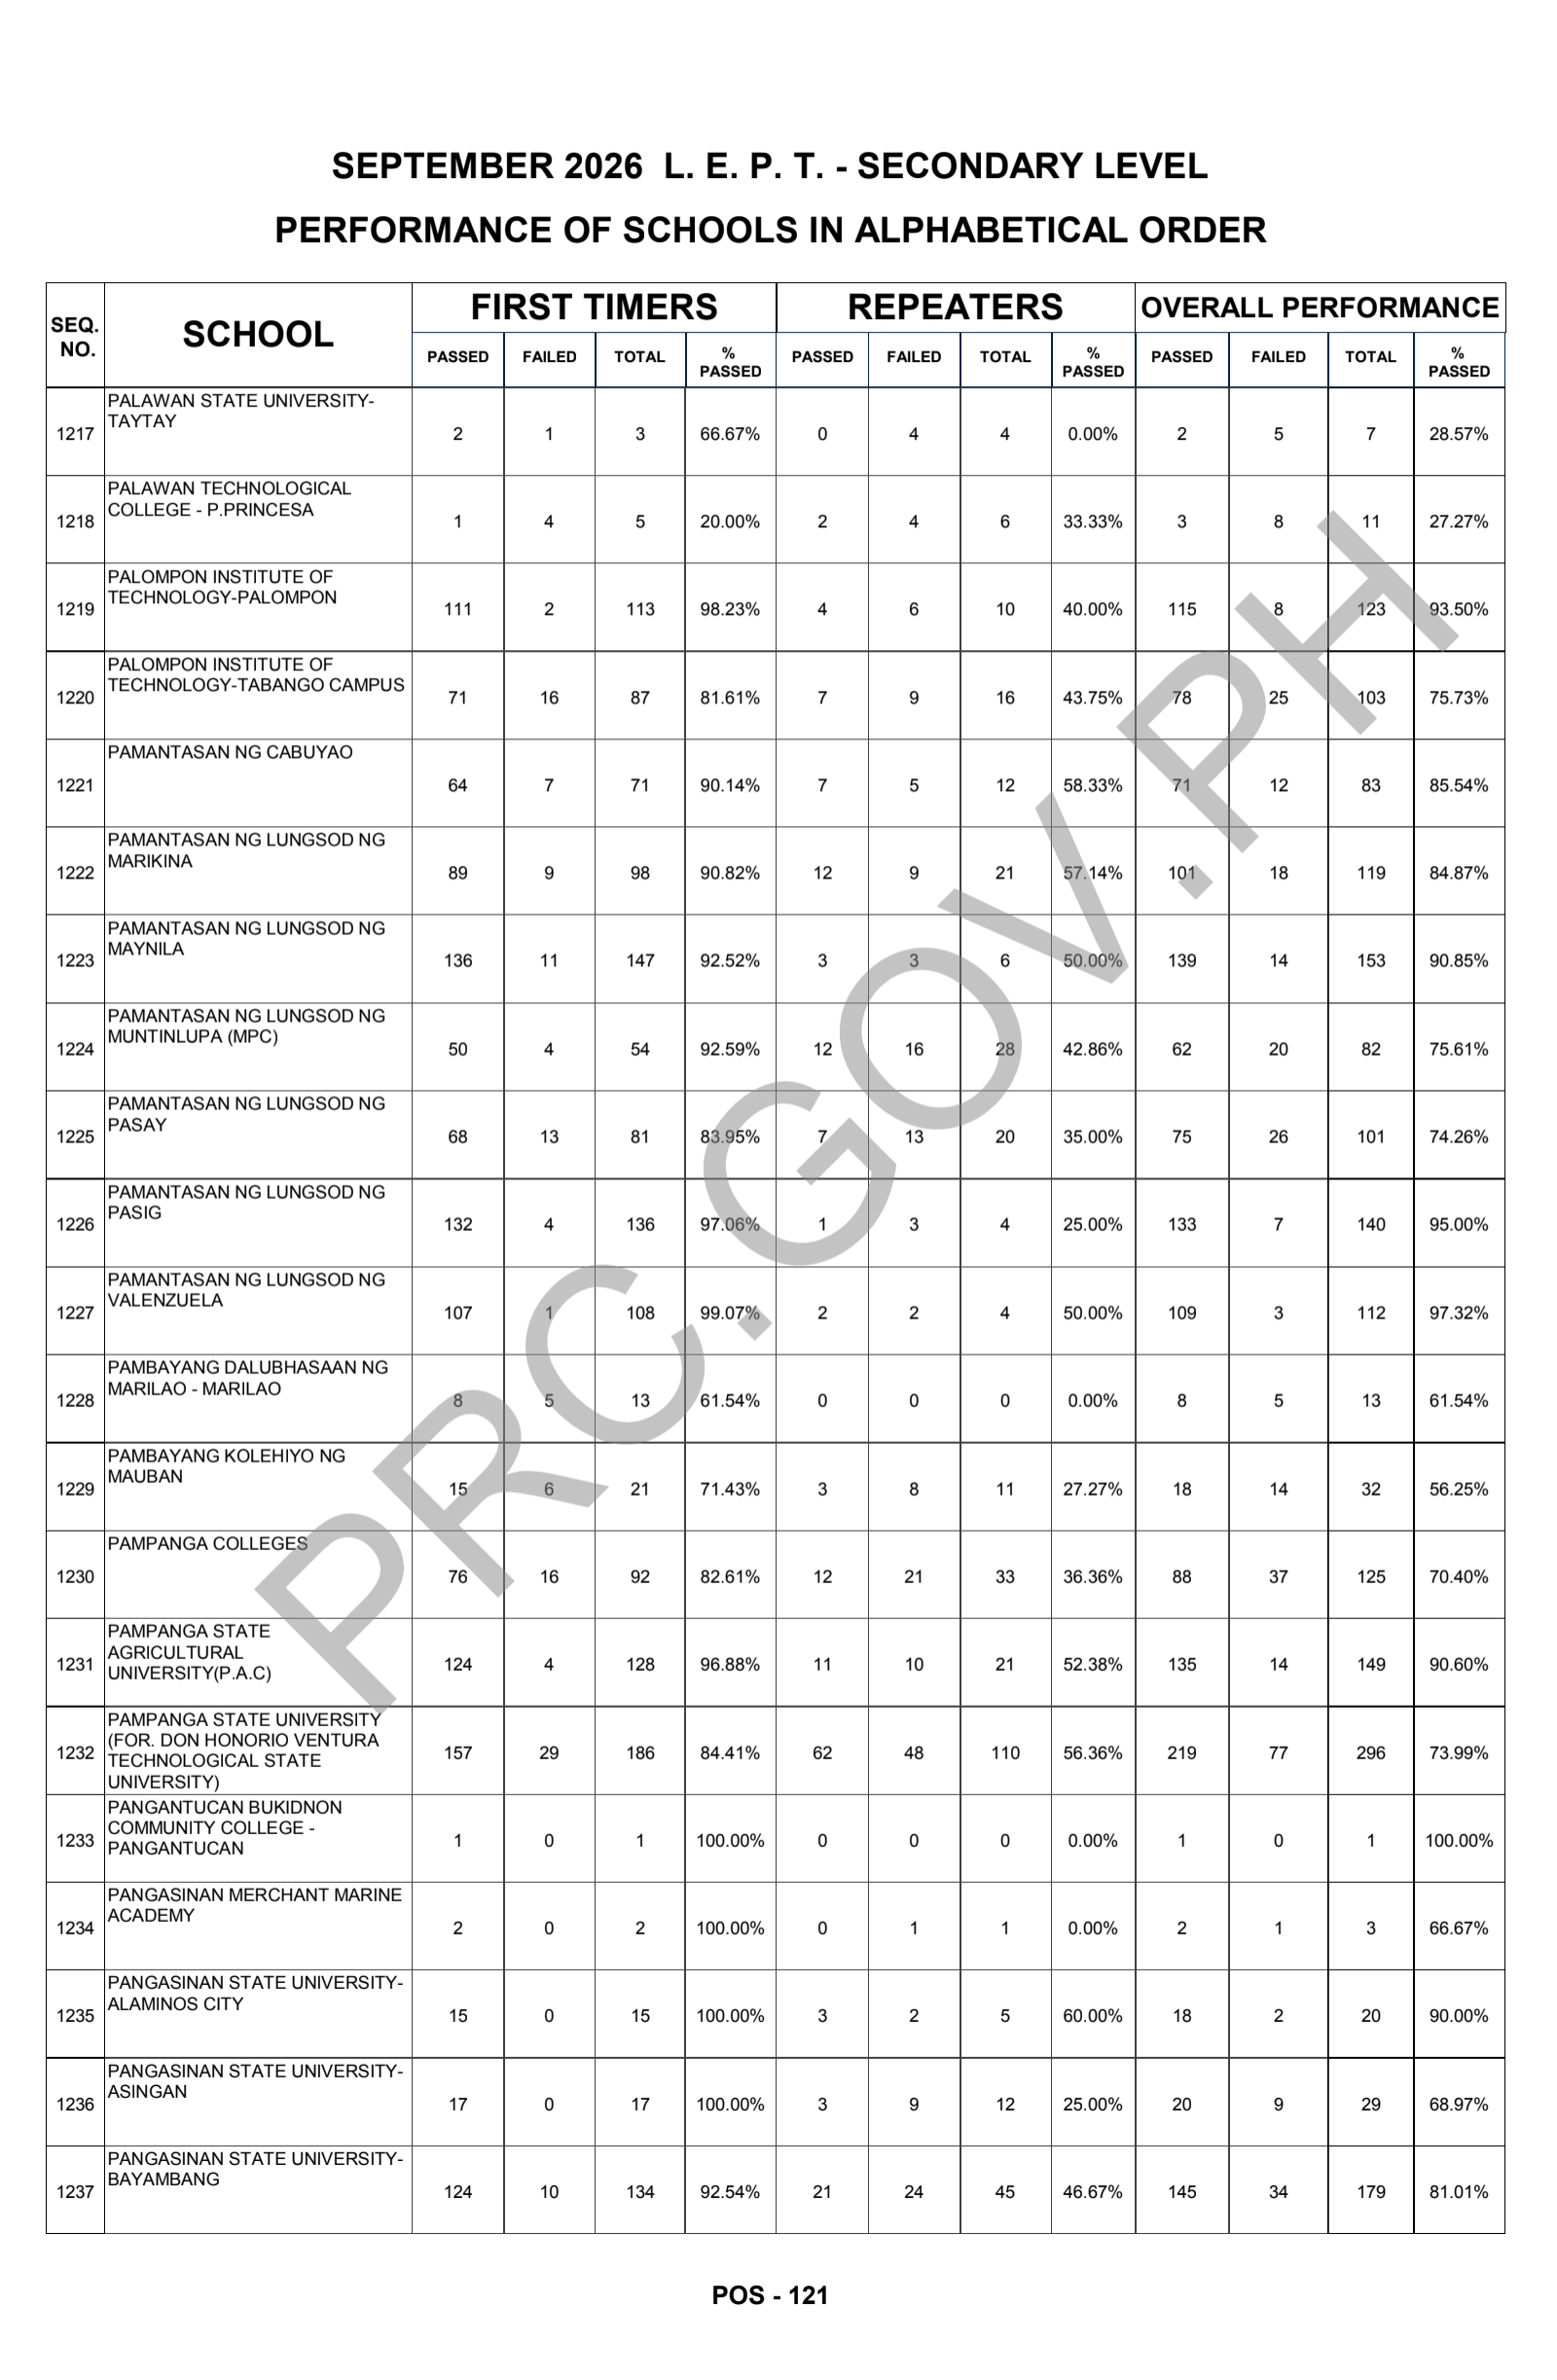 SEPTEMBER 2026 L. E. P. T. - SECONDARY LEVEL
PERFORMANCE OF SCHOOLS IN ALPHABETICAL ORDER
SEQ. NO. SCHOOL FIRST TIMERS REPEATERS OVERALL PERFORMANCE
PASSED FAILED TOTAL % PASSED PASSED FAILED TOTAL % PASSED PASSED FAILED TOTAL % PASSED
1217 PALAWAN STATE UNIVERSITY-
TAYTAY 2 1 3 66.67% 0 4 4 0.00% 2 5 7 28.57%
1218 PALAWAN TECHNOLOGICAL
COLLEGE - P.PRINCESA 1 4 5 20.00% 2 4 6 33.33% 3 8 11 27.27%
1219 PALOMPON INSTITUTE OF
TECHNOLOGY-PALOMPON 111 2 113 98.23% 4 6 10 40.00% 115 8 123 93.50%
1220 PALOMPON INSTITUTE OF
TECHNOLOGY-TABANGO CAMPUS 71 16 87 81.61% 7 9 16 43.75% 78 25 103 75.73%
1221 PAMANTASAN NG CABUYAO 64 7 71 90.14% 7 5 12 58.33% 71 12 83 85.54%
1222 PAMANTASAN NG LUNGSOD NG
MARIKINA 89 9 98 90.82% 12 9 21 57.14% 101 18 119 84.87%
1223 PAMANTASAN NG LUNGSOD NG
MAYNILA 136 11 147 92.52% 3 3 6 50.00% 139 14 153 90.85%
1224 PAMANTASAN NG LUNGSOD NG
MUNTINLUPA (MPC) 50 4 54 92.59% 12 16 28 42.86% 62 20 82 75.61%
1225 PAMANTASAN NG LUNGSOD NG
PASAY 68 13 81 83.95% 7 13 20 35.00% 75 26 101 74.26%
1226 PAMANTASAN NG LUNGSOD NG
PASIG 132 4 136 97.06% 1 3 4 25.00% 133 7 140 95.00%
1227 PAMANTASAN NG LUNGSOD NG
VALENZUELA 107 1 108 99.07% 2 2 4 50.00% 109 3 112 97.32%
1228 PAMBAYANG DALUBHASAAN NG
MARILAO - MARILAO 8 5 13 61.54% 0 0 0 0.00% 8 5 13 61.54%
1229 PAMBAYANG KOLEHIYO NG
MAUBAN 15 6 21 71.43% 3 8 11 27.27% 18 14 32 56.25%
1230 PAMPANGA COLLEGES 76 16 92 82.61% 12 21 33 36.36% 88 37 125 70.40%
1231 PAMPANGA STATE
AGRICULTURAL
UNIVERSITY(P.A.C) 124 4 128 96.88% 11 10 21 52.38% 135 14 149 90.60%
1232 PAMPANGA STATE UNIVERSITY
(FOR. DON HONORIO VENTURA
TECHNOLOGICAL STATE
UNIVERSITY) 157 29 186 84.41% 62 48 110 56.36% 219 77 296 73.99%
1233 PANGANTUCAN BUKIDNON
COMMUNITY COLLEGE -
PANGANTUCAN 1 0 1 100.00% 0 0 0 0.00% 1 0 1 100.00%
1234 PANGASINAN MERCHANT MARINE
ACADEMY 2 0 2 100.00% 0 1 1 0.00% 2 1 3 66.67%
1235 PANGASINAN STATE UNIVERSITY-
ALAMINOS CITY 15 0 15 100.00% 3 2 5 60.00% 18 2 20 90.00%
1236 PANGASINAN STATE UNIVERSITY-
ASINGAN 17 0 17 100.00% 3 9 12 25.00% 20 9 29 68.97%
1237 PANGASINAN STATE UNIVERSITY-
BAYAMBANG 124 10 134 92.54% 21 24 45 46.67% 145 34 179 81.01%
PRC.GOV.PH
POS - 121